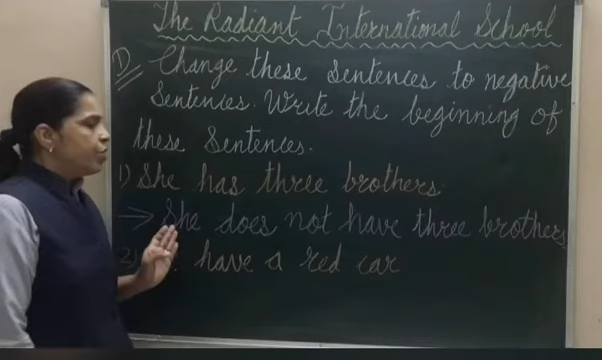 The Radiant International School
D) Change these sentences to negative
Sentences. Write the beginning of
these Sentences.
1) She has three brothers.
→ She does not have three brothers.
2) have a red car